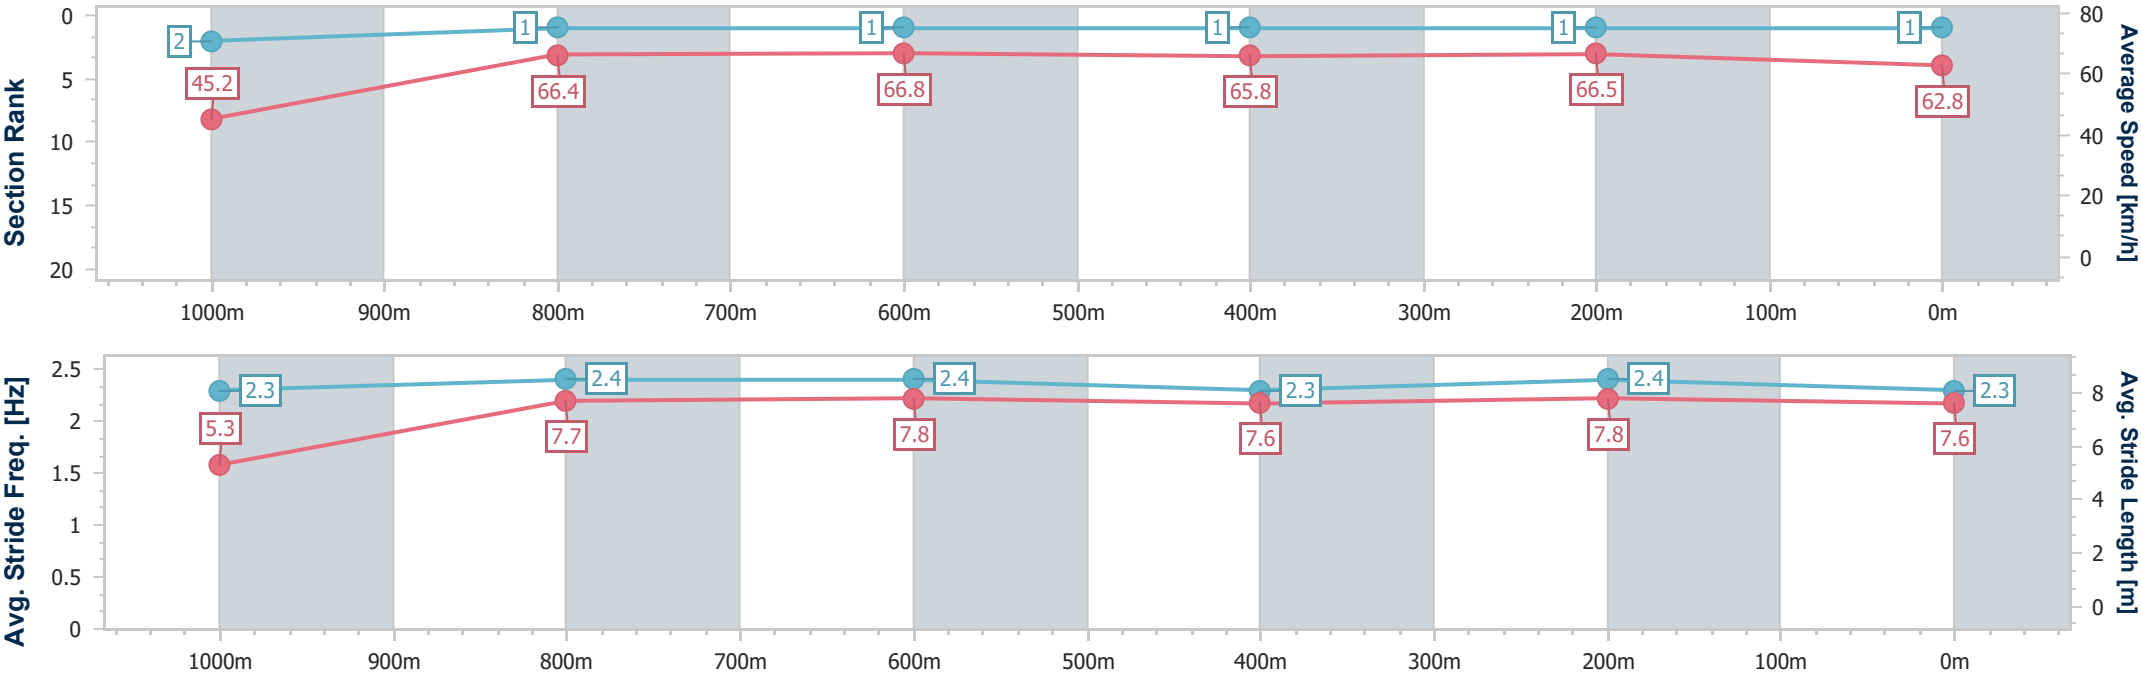 Section Rank
0
5
10
15
20
2
1
1
1
1
1
45.2
66.4
66.8
65.8
66.5
62.8
80
60
40
20
0
Average Speed [km/h]
1000m
900m
800m
700m
600m
500m
400m
300m
200m
100m
0m
Avg. Stride Freq. [Hz]
2.5
2
1.5
1
0.5
0
2.3
2.4
2.4
2.3
2.4
2.3
5.3
7.7
7.8
7.6
7.8
7.6
8
6
4
2
0
Avg. Stride Length [m]
1000m
900m
800m
700m
600m
500m
400m
300m
200m
100m
0m